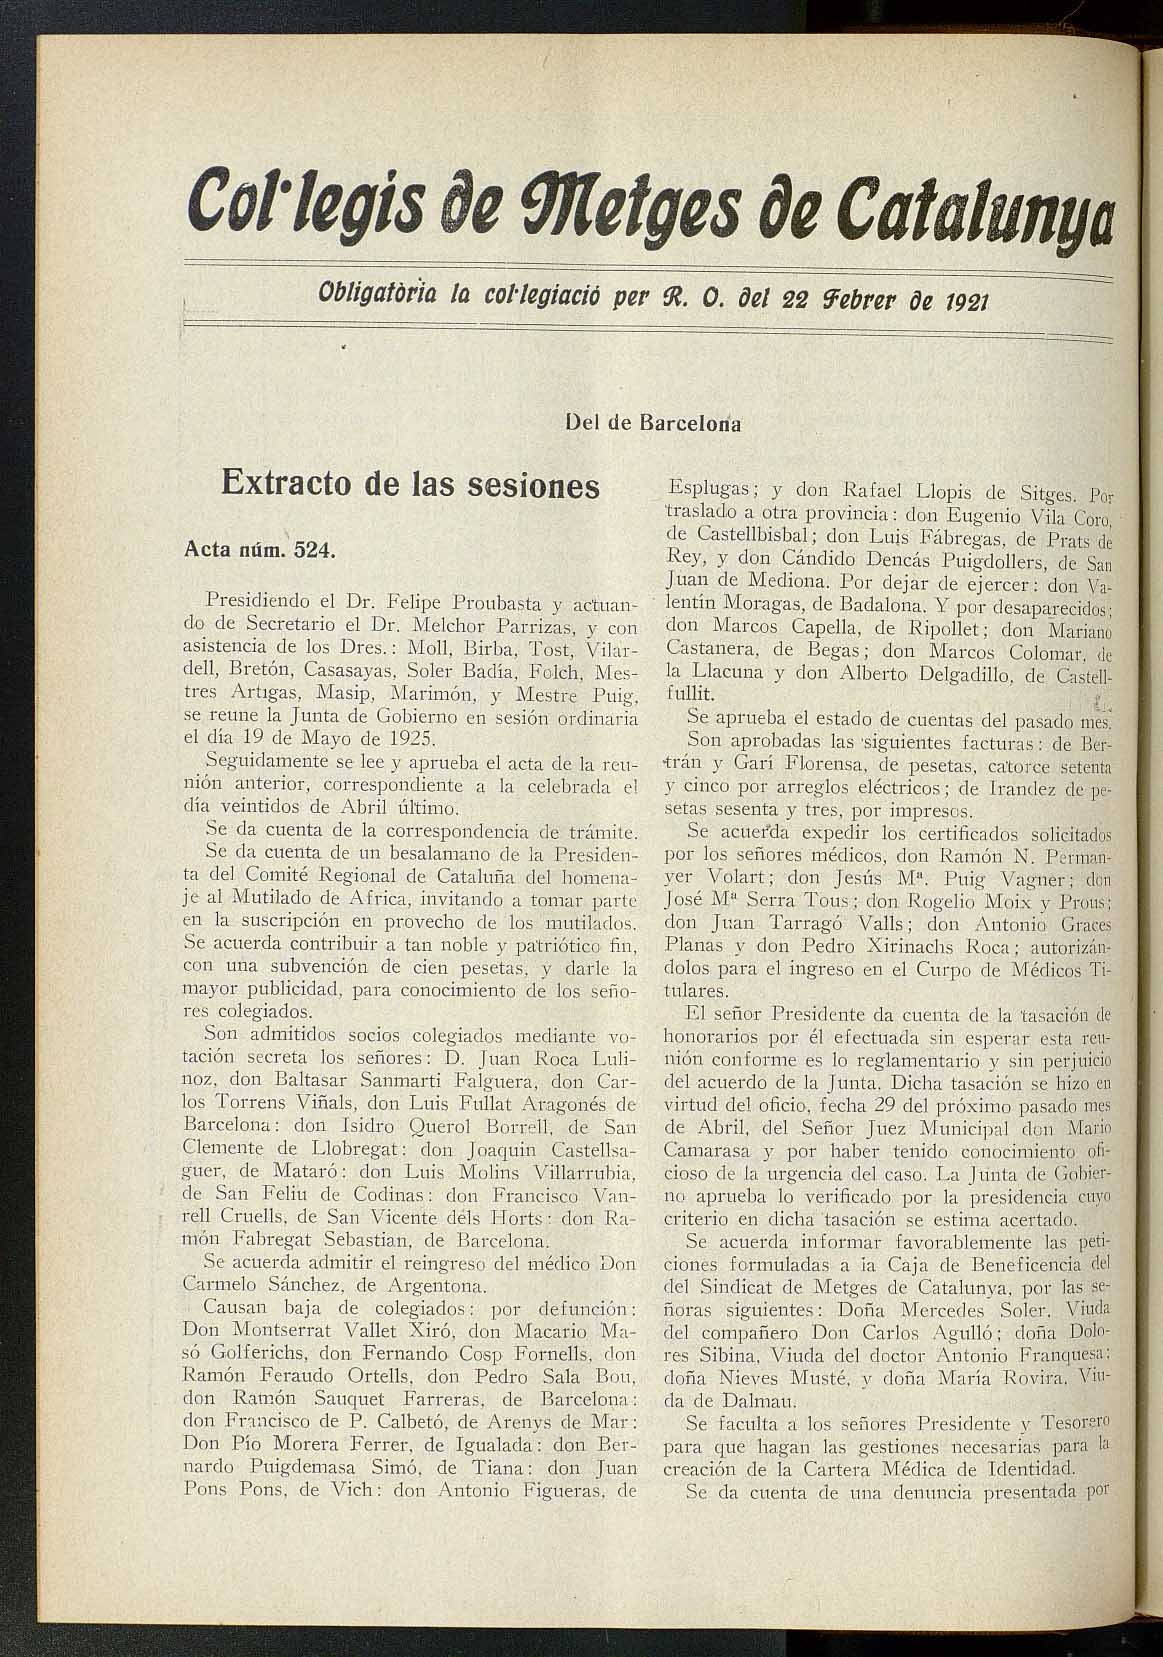 Col·legis de Metges de Catalunya
Obligatòria la col·legiació per R. O. del 22 Febrer de 1921
Del de Barcelona
Extracto de las sesiones
Acta núm. 524.
Presidiendo el Dr. Felipe Proubasta y actuan-
do de Secretario el Dr. Melchor Parrizas, y con
asistencia de los Dres.: Moll, Birba, Tost, Vilar-
dell, Bretón, Casasayas, Soler Badía, Folch, Mes-
tres Artigas, Masip, Marimón, y Mestre Puig,
se reune la Junta de Gobierno en sesión ordinaria
el día 19 de Mayo de 1925.
Seguidamente se lee y aprueba el acta de la reu-
nión anterior, correspondiente a la celebrada el
día veintidos de Abril último.
Se da cuenta de la correspondencia de trámite.
Se da cuenta de un besalamano de la Presiden-
ta del Comité Regional de Cataluña del homena-
je al Mutilado de Africa, invitando a tomar parte
en la suscripción en provecho de los mutilados.
Se acuerda contribuir a tan noble y patriótico fin,
con una subvención de cien pesetas, y darle la
mayor publicidad, para conocimiento de los seño-
res colegiados.
Son admitidos socios colegiados mediante vo-
tación secreta los señores: D. Juan Roca Luli-
noz, don Baltasar Sanmarti Falguera, don Car-
los Torrens Viñals, don Luis Fullat Aragonés de
Barcelona: don Isidro Querol Borrell, de San
Clemente de Llobregat: don Joaquin Castellsa-
guer, de Mataró: don Luis Molins Villarrubia,
de San Feliu de Codinas: don Francisco Van-
rell Cruells, de San Vicente déls Horts: don Ra-
món Fabregat Sebastian, de Barcelona.
Se acuerda admitir el reingreso del médico Don
Carmelo Sánchez, de Argentona.
Causan baja de colegiados: por defunción:
Don Montserrat Vallet Xiró, don Macario Ma-
só Golferichs, don Fernando Cosp Fornells, don
Ramón Feraudo Ortells, don Pedro Sala Bou,
don Ramón Sauquet Farreras, de Barcelona:
don Francisco de P. Calbetó, de Arenys de Mar:
Don Pío Morera Ferrer, de Igualada: don Ber-
nardo Puigdemasa Simó, de Tiana: don Juan
Pons Pons, de Vich: don Antonio Figueras, de
Esplugas; y don Rafael Llopis de Sitges. Por
traslado a otra provincia: don Eugenio Vila Coro,
de Castellbisbal; don Luis Fábregas, de Prats de
Rey, y don Cándido Dencás Puigdollers, de San
Juan de Mediona. Por dejar de ejercer: don Va-
lentín Moragas, de Badalona. Y por desaparecidos;
don Marcos Capella, de Ripollet; don Mariano
Castanera, de Begas; don Marcos Colomar, de
la Llacuna y don Alberto Delgadillo, de Castell-
fullit.
Se aprueba el estado de cuentas del pasado mes.
Son aprobadas las siguientes facturas: de Ber-
trán y Garí Florensa, de pesetas, catorce setenta
y cinco por arreglos eléctricos; de Irandez de pe-
setas sesenta y tres, por impresos.
Se acuerda expedir los certificados solicitados
por los señores médicos, don Ramón N. Perman-
yer Volart; don Jesús Mª. Puig Vagner; don
José Mª Serra Tous; don Rogelio Moix y Prous;
don Juan Tarragó Valls; don Antonio Graces
Planas y don Pedro Xirinachs Roca; autorizán-
dolos para el ingreso en el Curpo de Médicos Ti-
tulares.
El señor Presidente da cuenta de la tasación de
honorarios por él efectuada sin esperar esta reu-
nión conforme es lo reglamentario y sin perjuicio
del acuerdo de la Junta. Dicha tasación se hizo en
virtud del oficio, fecha 29 del próximo pasado mes
de Abril, del Señor Juez Municipal don Mario
Camarasa y por haber tenido conocimiento ofi-
cioso de la urgencia del caso. La Junta de Gobier-
no aprueba lo verificado por la presidencia cuyo
criterio en dicha tasación se estima acertado.
Se acuerda informar favorablemente las peti-
ciones formuladas a la Caja de Beneficencia del
del Sindicat de Metges de Catalunya, por las se-
ñoras siguientes: Doña Mercedes Soler, Viuda
del compañero Don Carlos Agulló; doña Dolo-
res Sibina, Viuda del doctor Antonio Franquesa;
doña Nieves Musté, y doña María Rovira, Viu-
da de Dalmau.
Se faculta a los señores Presidente y Tesorero
para que hagan las gestiones necesarias para la
creación de la Cartera Médica de Identidad.
Se da cuenta de una denuncia presentada por